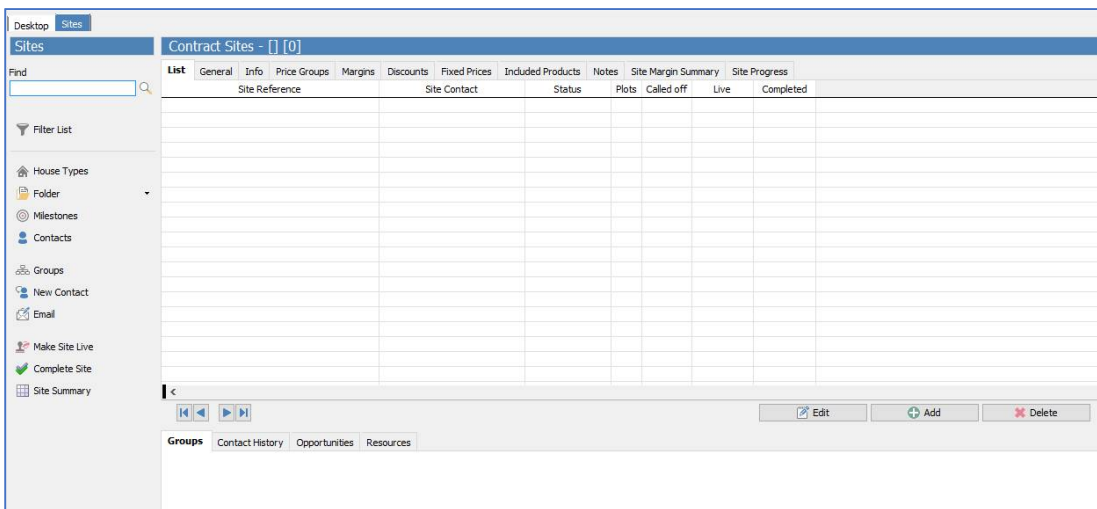 Desktop Sites
Sites
Contract Sites - [] [0]
Find
List General Info Price Groups Margins Discounts Fixed Prices Included Products Notes Site Margin Summary Site Progress
Site Reference Site Contact Status Plots Called off Live Completed
Filter List
House Types
Folder
Milestones
Contacts
Groups
New Contact
Email
Make Site Live
Complete Site
Site Summary
Edit Add Delete
Groups Contact History Opportunities Resources